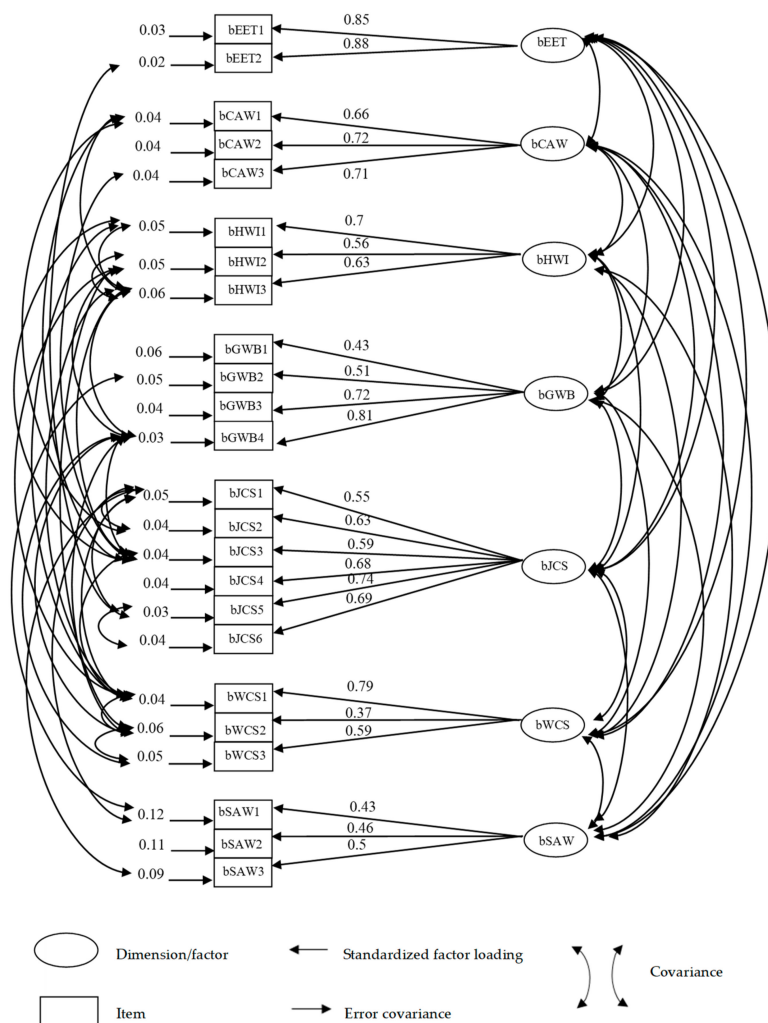 0.03 bEET1 0.85
0.02 bEET2 0.88
bEET
0.04 bCAW1 0.66
0.04 bCAW2 0.72
0.04 bCAW3 0.71
bCAW
0.05 bHWI1 0.7
0.05 bHWI2 0.56
0.06 bHWI3 0.63
bHWI
0.06 bGWB1 0.43
0.05 bGWB2 0.51
0.04 bGWB3 0.72
0.03 bGWB4 0.81
bGWB
0.05 bJCS1 0.55
0.04 bJCS2 0.63
0.04 bJCS3 0.59
0.04 bJCS4 0.68
0.03 bJCS5 0.74
0.04 bJCS6 0.69
bJCS
0.04 bWCS1 0.79
0.06 bWCS2 0.37
0.05 bWCS3 0.59
bWCS
0.12 bSAW1 0.43
0.11 bSAW2 0.46
0.09 bSAW3 0.5
bSAW
Dimension/factor Standardized factor loading Covariance
Item Error covariance